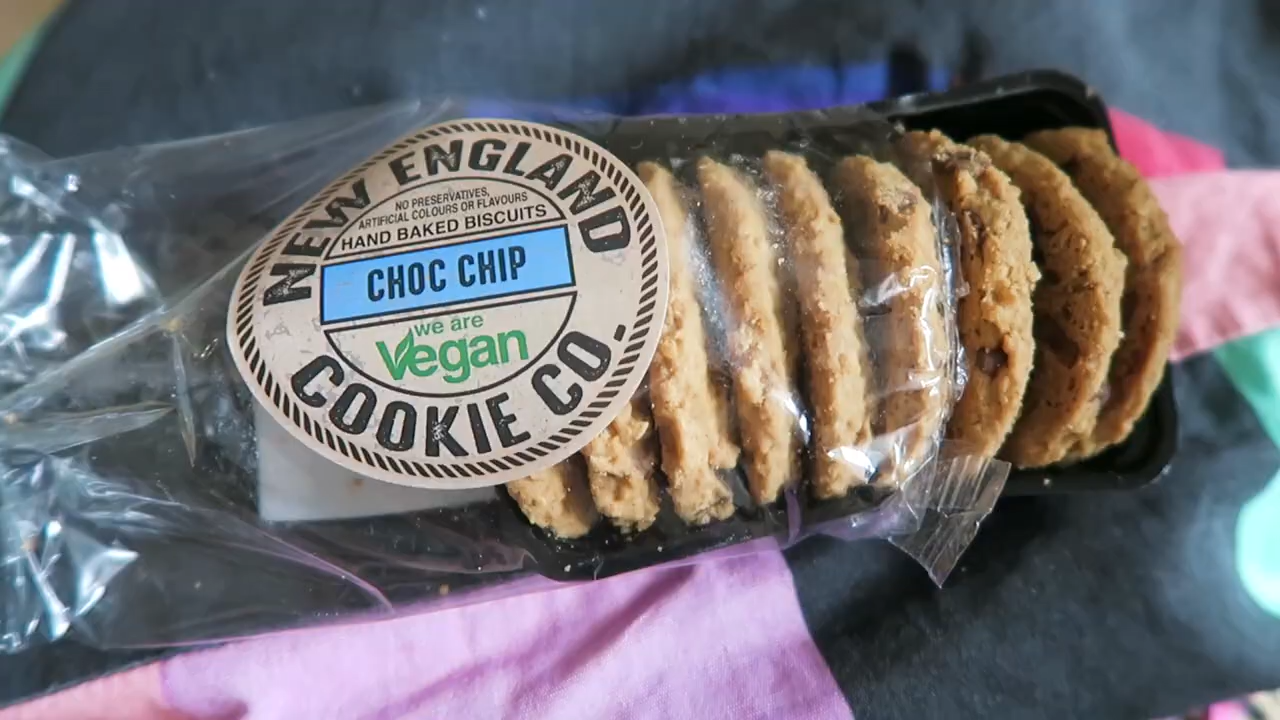 NEW ENGLAND
NO PRESERVATIVES,
ARTIFICIAL COLOURS OR FLAVOURS
HAND BAKED BISCUITS
CHOC CHIP
we are
vegan
COOKIE CO.